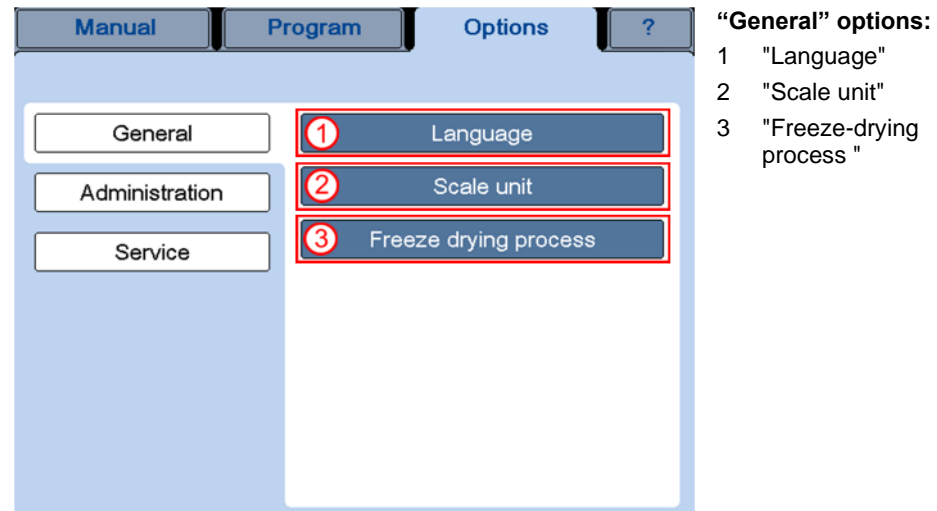 Manual Program Options ?
General
Administration
Service
1 Language
2 Scale unit
3 Freeze drying process
“General” options:
1 "Language"
2 "Scale unit"
3 "Freeze-drying
process "